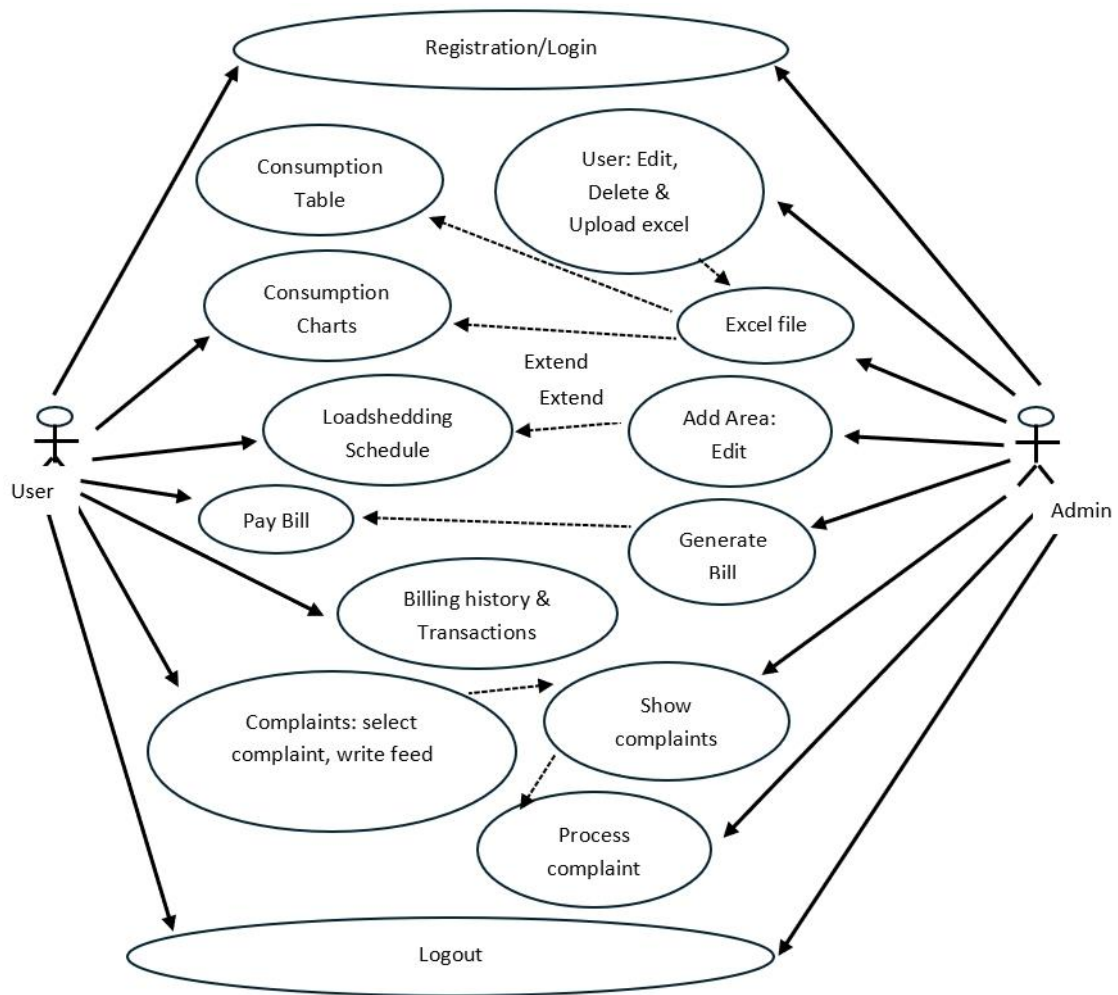 Registration/Login
Consumption
Table
User: Edit,
Delete &
Upload excel
Consumption
Charts
Excel file
Extend
Extend
Loadshedding
Schedule
Add Area:
Edit
User
Admin
Pay Bill
Generate
Bill
Billing history &
Transactions
Complaints: select
complaint, write feed
Show
complaints
Process
complaint
Logout